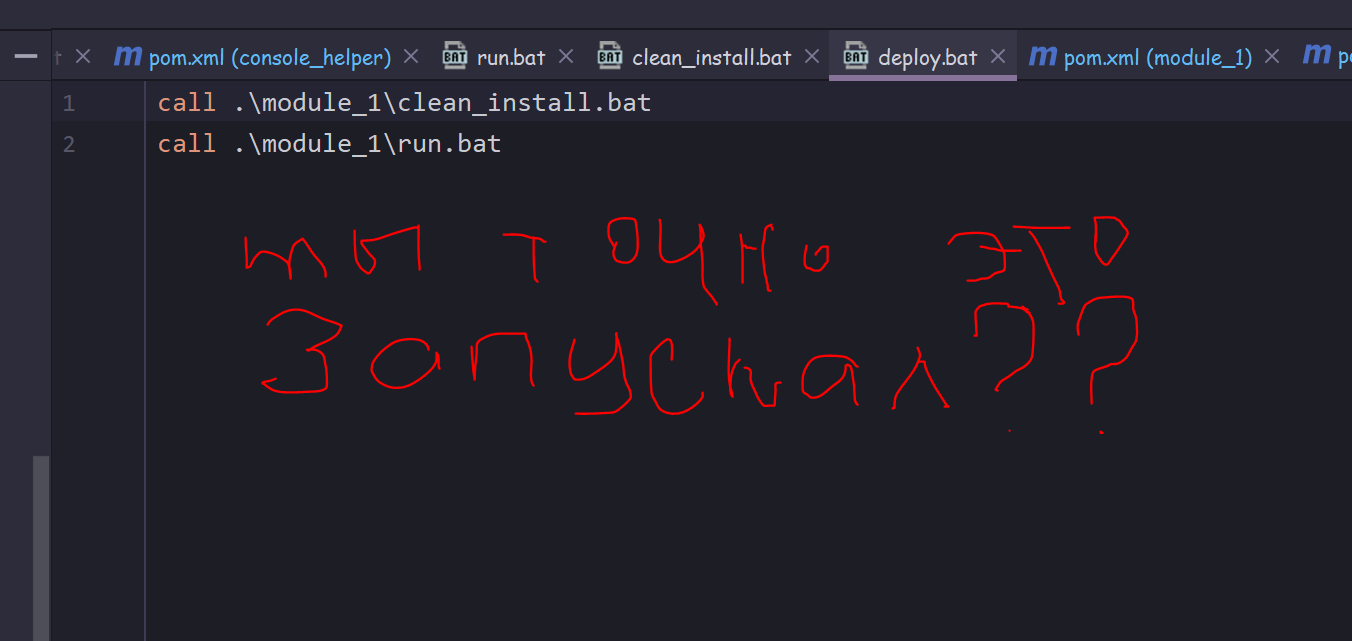 pom.xml (console_helper) run.bat clean_install.bat deploy.bat pom.xml (module_1)
1 call .\module_1\clean_install.bat
2 call .\module_1\run.bat
ты точно это
Запускал??